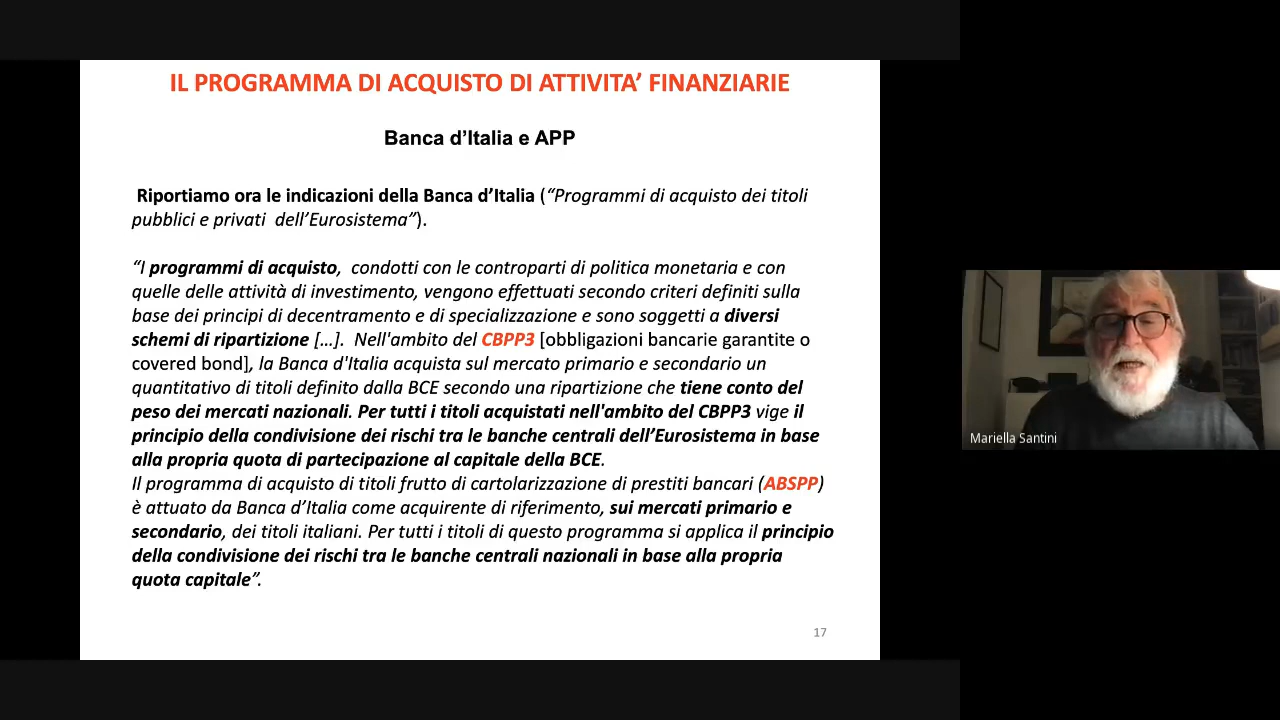 IL PROGRAMMA DI ACQUISTO DI ATTIVITA’ FINANZIARIE
Banca d’Italia e APP
Riportiamo ora le indicazioni della Banca d’Italia (“Programmi di acquisto dei titoli
pubblici e privati dell’Eurosistema”).
“I programmi di acquisto, condotti con le controparti di politica monetaria e con
quelle delle attività di investimento, vengono effettuati secondo criteri definiti sulla
base dei principi di decentramento e di specializzazione e sono soggetti a diversi
schemi di ripartizione […]. Nell'ambito del CBPP3 [obbligazioni bancarie garantite o
covered bond], la Banca d'Italia acquista sul mercato primario e secondario un
quantitativo di titoli definito dalla BCE secondo una ripartizione che tiene conto del
peso dei mercati nazionali. Per tutti i titoli acquistati nell'ambito del CBPP3 vige il
principio della condivisione dei rischi tra le banche centrali dell’Eurosistema in base
alla propria quota di partecipazione al capitale della BCE.
Il programma di acquisto di titoli frutto di cartolarizzazione di prestiti bancari (ABSPP)
è attuato da Banca d’Italia come acquirente di riferimento, sui mercati primario e
secondario, dei titoli italiani. Per tutti i titoli di questo programma si applica il principio
della condivisione dei rischi tra le banche centrali nazionali in base alla propria
quota capitale”.
17
Mariella Santini